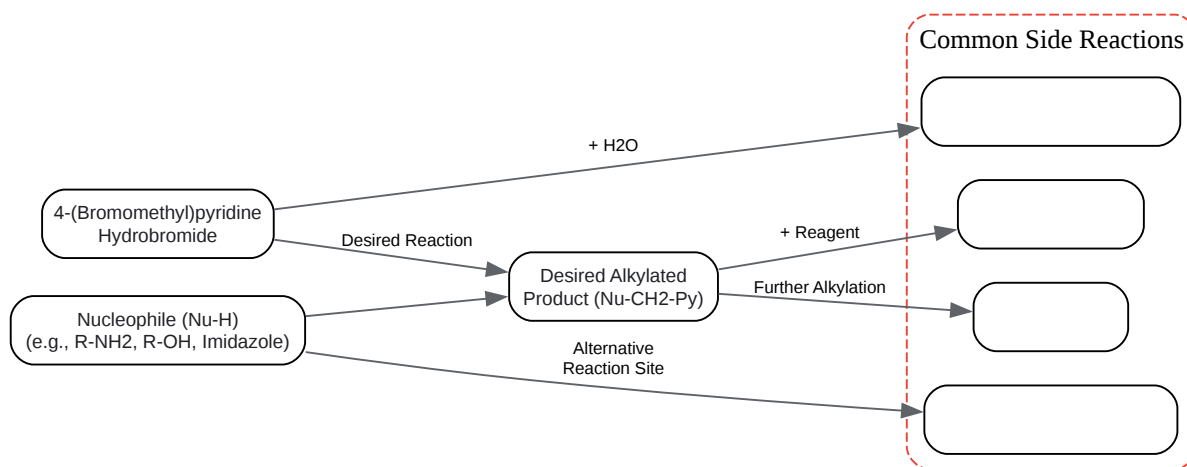 Common Side Reactions
+ H2O
4-(Bromomethyl)pyridine
Hydrobromide
Desired Reaction
+ Reagent
Desired Alkylated
Product (Nu-CH2-Py)
Further Alkylation
Nucleophile (Nu-H)
(e.g., R-NH2, R-OH, Imidazole)
Alternative
Reaction Site